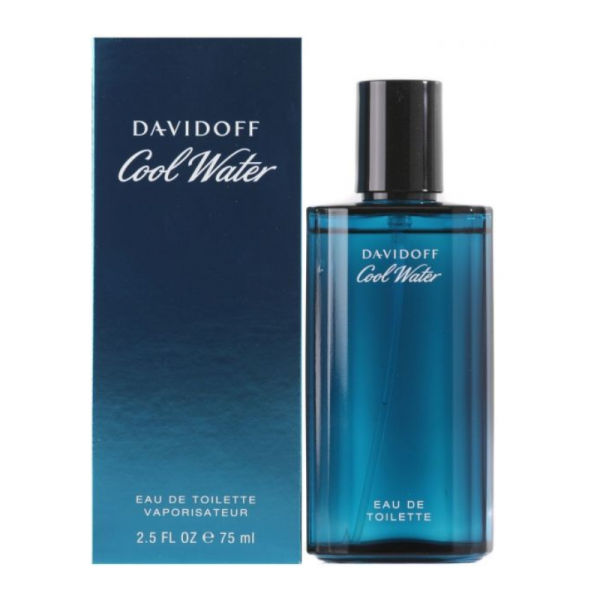 DAVIDOFF
Cool Water
EAU DE TOILETTE
VAPORISATEUR
2.5 FL OZ ℮ 75 ml
DAVIDOFF
Cool Water
EAU DE
TOILETTE